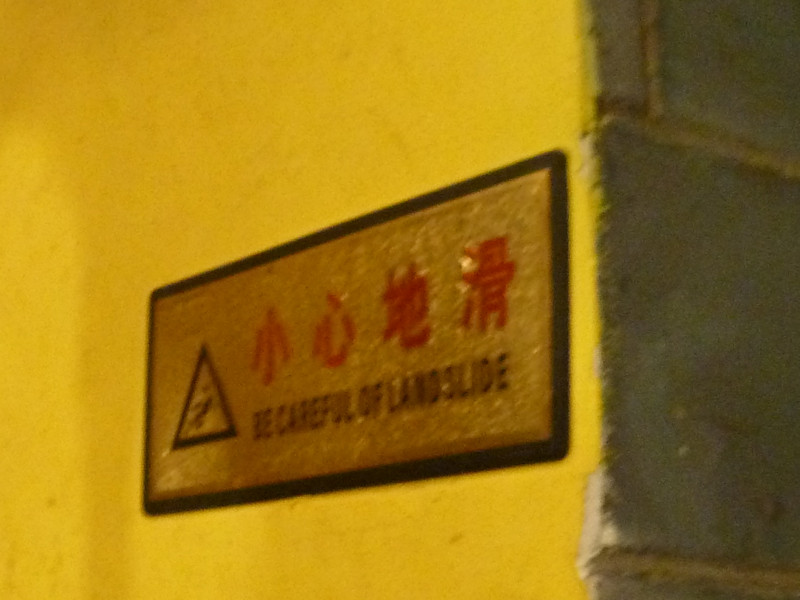 小心地滑
BE CAREFUL OF LANDSLIDE